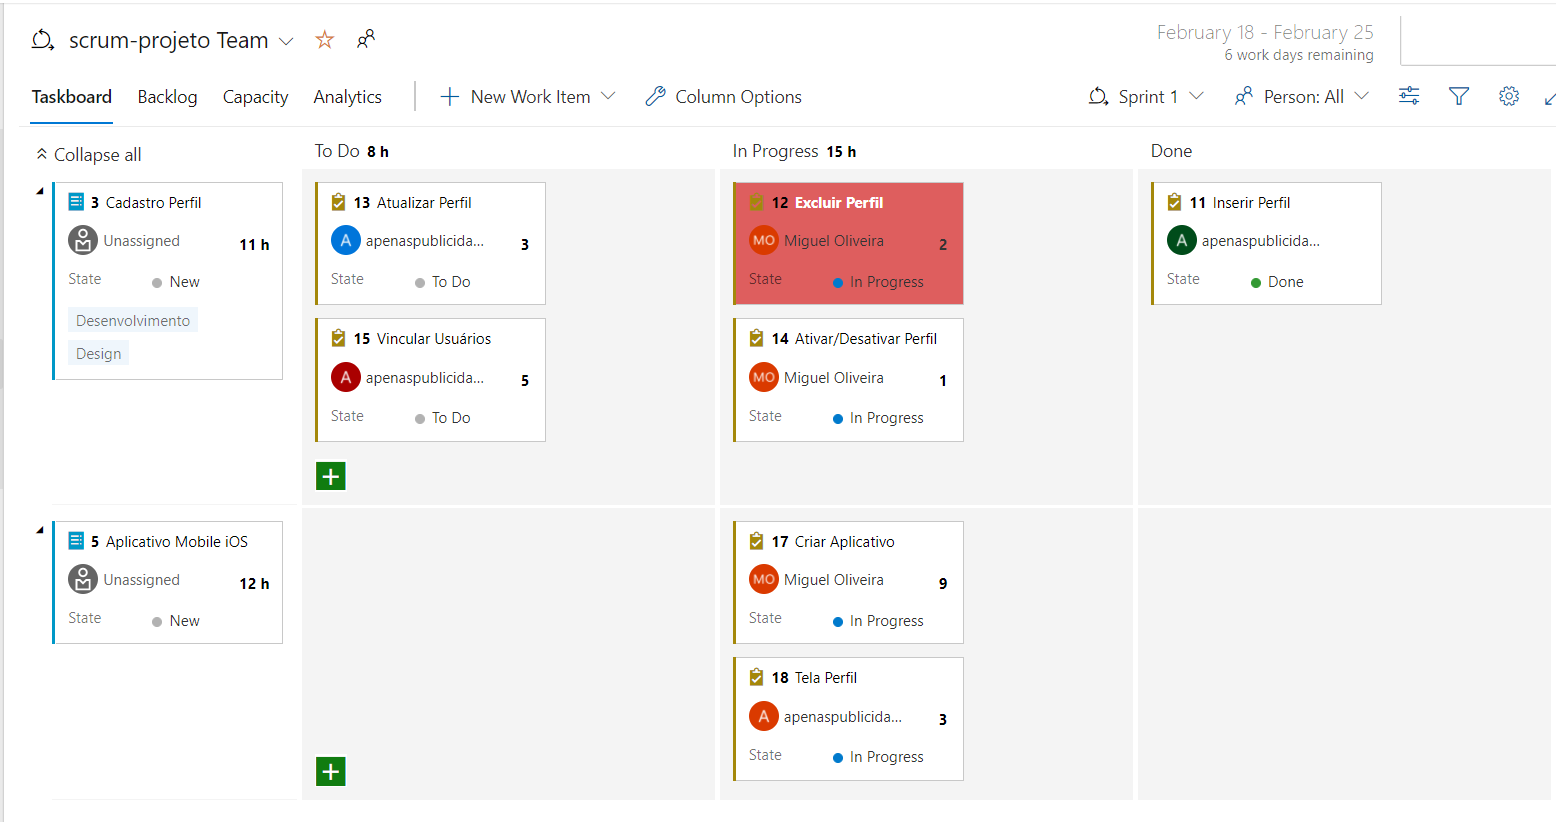 scrum-projeto Team
February 18 - February 25
6 work days remaining
Taskboard Backlog Capacity Analytics New Work Item Column Options Sprint 1 Person: All
Collapse all
To Do 8 h
In Progress 15 h
Done
3 Cadastro Perfil
Unassigned 11 h
State New
Desenvolvimento
Design
13 Atualizar Perfil
A apenaspublicida... 3
State To Do
15 Vincular Usuários
A apenaspublicida... 5
State To Do
12 Excluir Perfil
MO Miguel Oliveira 2
State In Progress
14 Ativar/Desativar Perfil
MO Miguel Oliveira 1
State In Progress
11 Inserir Perfil
A apenaspublicida...
State Done
5 Aplicativo Mobile iOS
Unassigned 12 h
State New
17 Criar Aplicativo
MO Miguel Oliveira 9
State In Progress
18 Tela Perfil
A apenaspublicida... 3
State In Progress